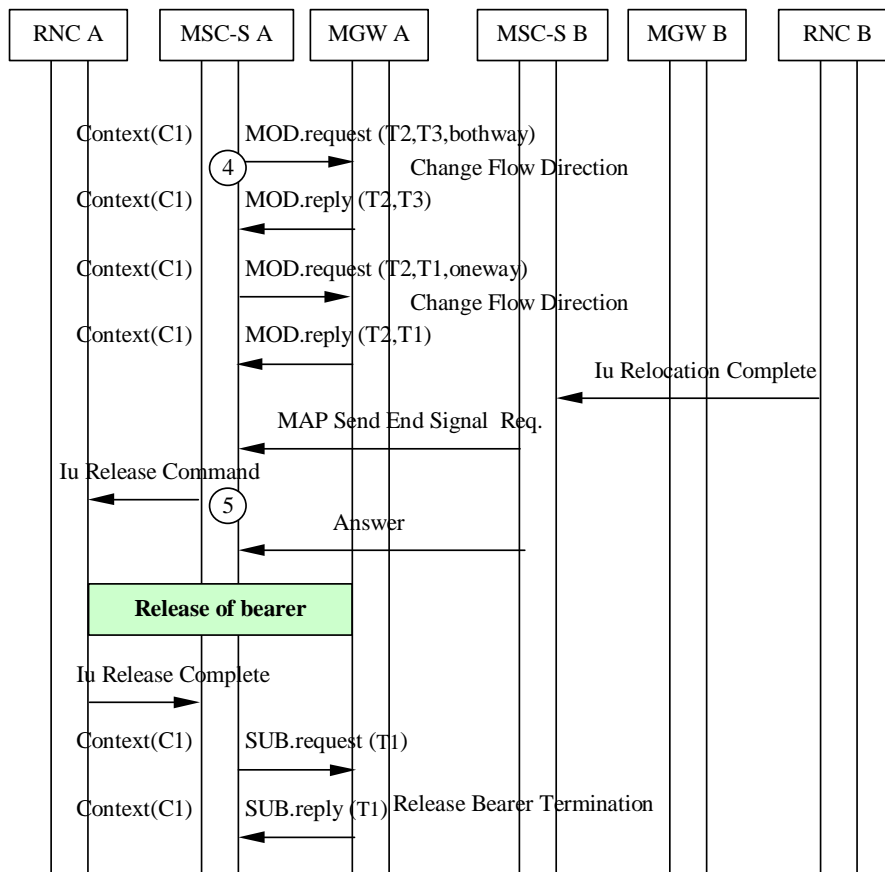 RNC A MSC-S A MGW A MSC-S B MGW B RNC B
Context(C1) MOD.request (T2,T3,bothway)
4 Change Flow Direction
Context(C1) MOD.reply (T2,T3)
Context(C1) MOD.request (T2,T1,oneway)
Change Flow Direction
Context(C1) MOD.reply (T2,T1)
Iu Relocation Complete
MAP Send End Signal Req.
Iu Release Command
5
Answer
Release of bearer
Iu Release Complete
Context(C1) SUB.request (T1)
Context(C1) SUB.reply (T1) Release Bearer Termination